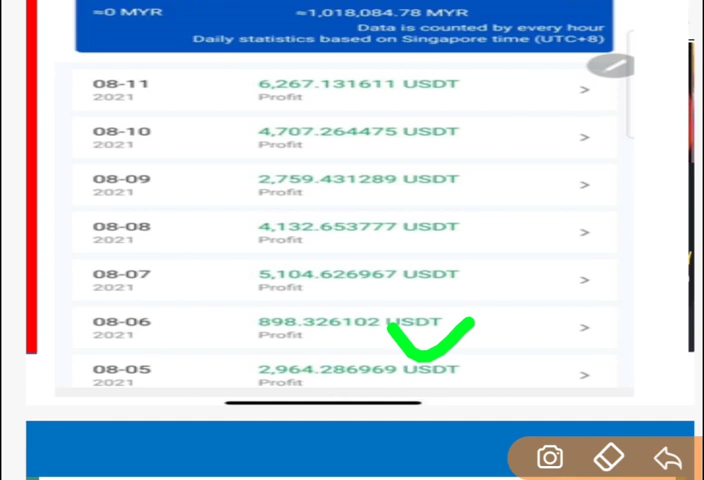 ≈0 MYR ≈1,018,084.78 MYR
Data is counted by every hour
Daily statistics based on Singapore time (UTC+8)
08-11 6,267.131611 USDT >
2021 Profit
08-10 4,707.264475 USDT >
2021 Profit
08-09 2,759.431289 USDT >
2021 Profit
08-08 4,132.653777 USDT >
2021 Profit
08-07 5,104.626967 USDT >
2021 Profit
08-06 898.326102 USDT >
2021 Profit
08-05 2,964.286969 USDT >
2021 Profit